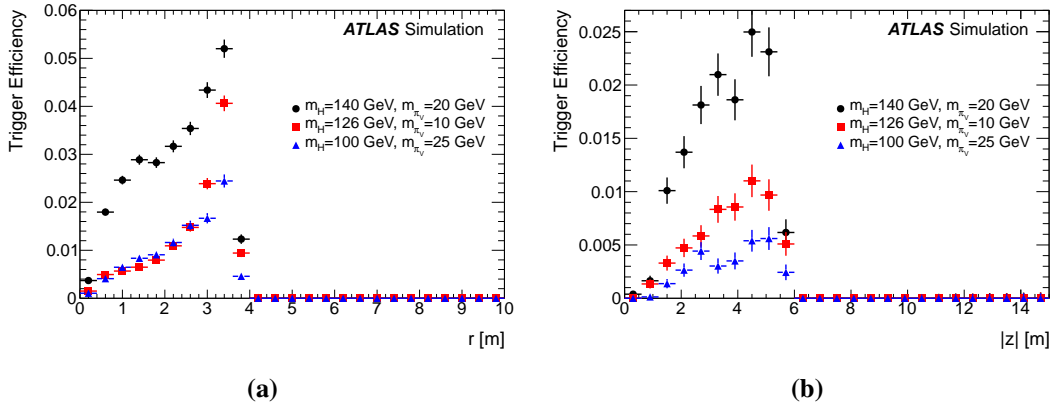 Trigger Efficiency
0.06
0.05
0.04
0.03
0.02
0.01
0
ATLAS Simulation
m_H=140 GeV, m_πv=20 GeV
m_H=126 GeV, m_πv=10 GeV
m_H=100 GeV, m_πv=25 GeV
0 1 2 3 4 5 6 7 8 9 10
r [m]
(a)
Trigger Efficiency
0.025
0.02
0.015
0.01
0.005
0
ATLAS Simulation
m_H=140 GeV, m_πv=20 GeV
m_H=126 GeV, m_πv=10 GeV
m_H=100 GeV, m_πv=25 GeV
0 2 4 6 8 10 12 14
|z| [m]
(b)